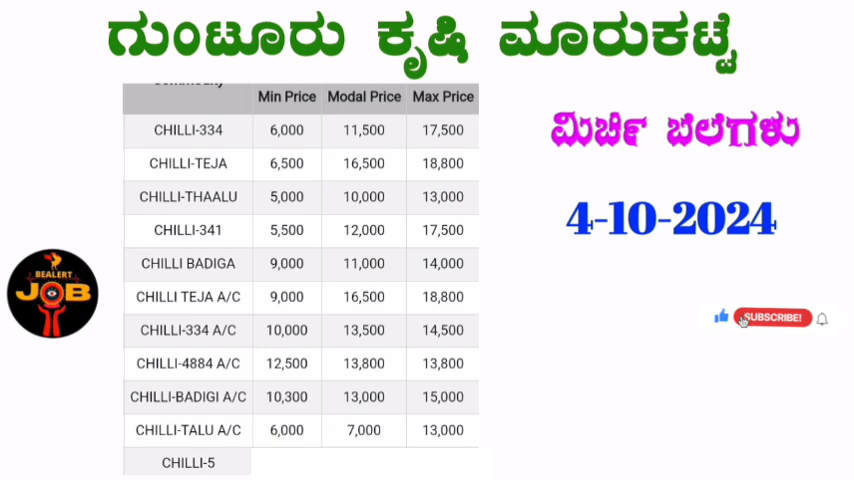 ಗುಂಟೂರು ಕೃಷಿ ಮಾರುಕಟ್ಟೆ
ಮಿರ್ಚಿ ಬೆಲೆಗಳು
4-10-2024
Min Price Modal Price Max Price
CHILLI-334 6,000 11,500 17,500
CHILLI-TEJA 6,500 16,500 18,800
CHILLI-THAALU 5,000 10,000 13,000
CHILLI-341 5,500 12,000 17,500
CHILLI BADIGA 9,000 11,000 14,000
CHILLI TEJA A/C 9,000 16,500 18,800
CHILLI-334 A/C 10,000 13,500 14,500
CHILLI-4884 A/C 12,500 13,800 13,800
CHILLI-BADIGI A/C 10,300 13,000 15,000
CHILLI-TALU A/C 6,000 7,000 13,000
CHILLI-5
BEALERT
JOB
SUBSCRIBE!